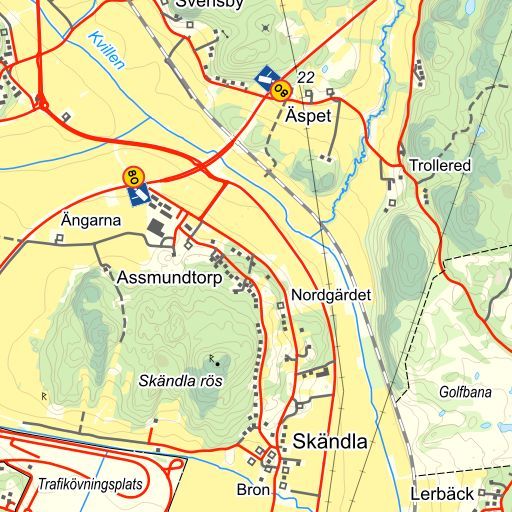 Svensby
Kvillen
22
80
Äspet
Trollered
80
Ängarna
Assmundtorp
Nordgärdet
Skändla rös
R
R
Golfbana
Skändla
Trafikövningsplats
Bron
Lerbäck